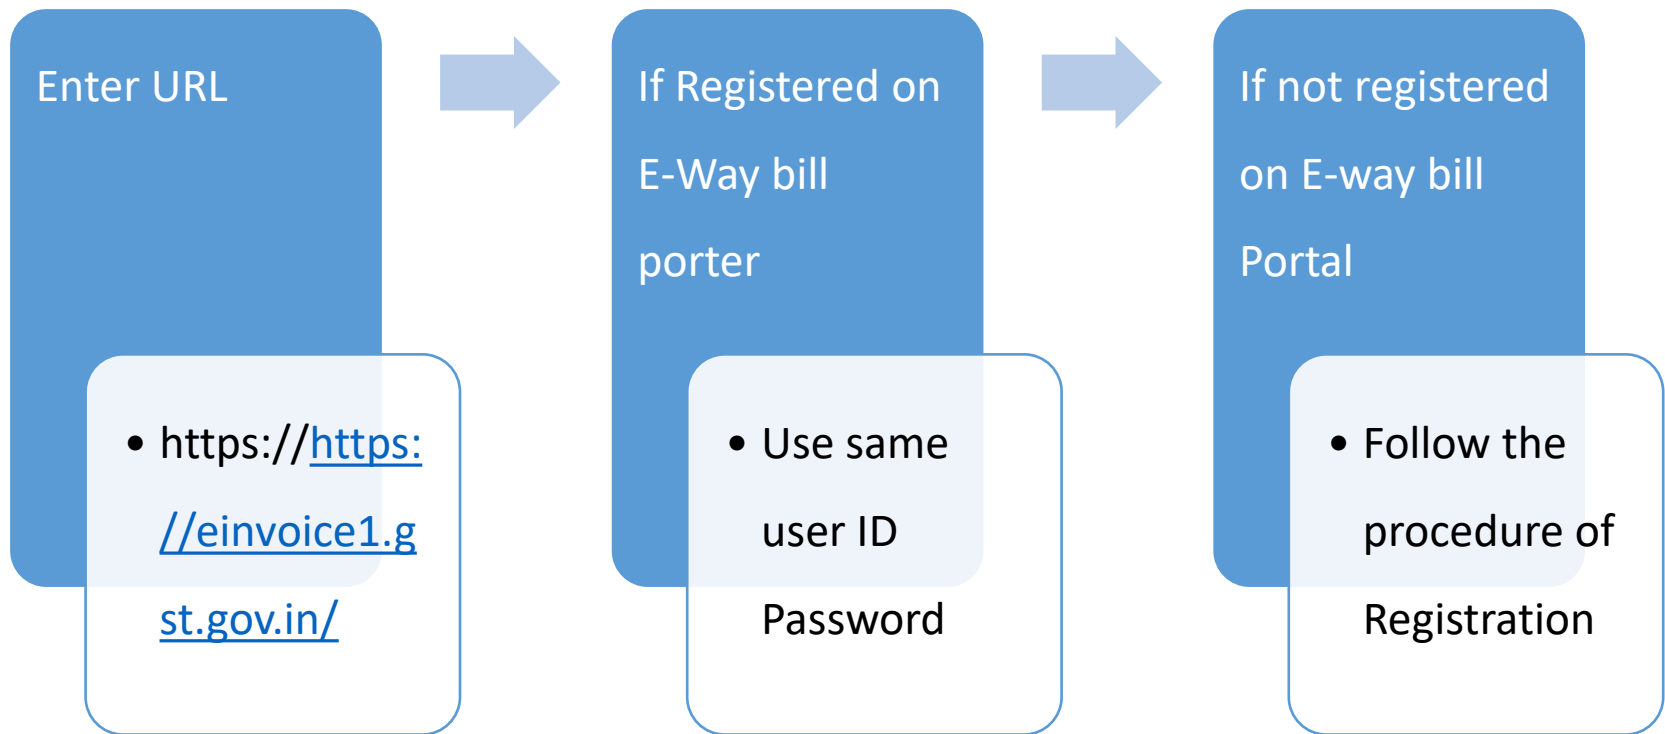 Enter URL
• https://https:
//einvoice1.g
st.gov.in/
If Registered on
E-Way bill
porter
• Use same
user ID
Password
If not registered
on E-way bill
Portal
• Follow the
procedure of
Registration